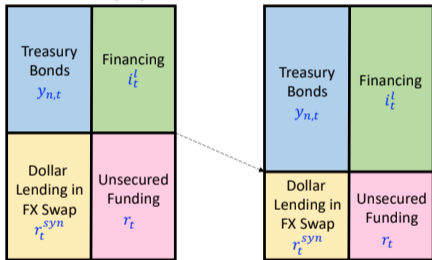 Treasury
Bonds
y_{n,t}
Financing
i_t^l
Dollar
Lending in
FX Swap
r_t^{syn}
Unsecured
Funding
r_t
Treasury
Bonds
y_{n,t}
Financing
i_t^l
Dollar
Lending in
FX Swap
r_t^{syn}
Unsecured
Funding
r_t